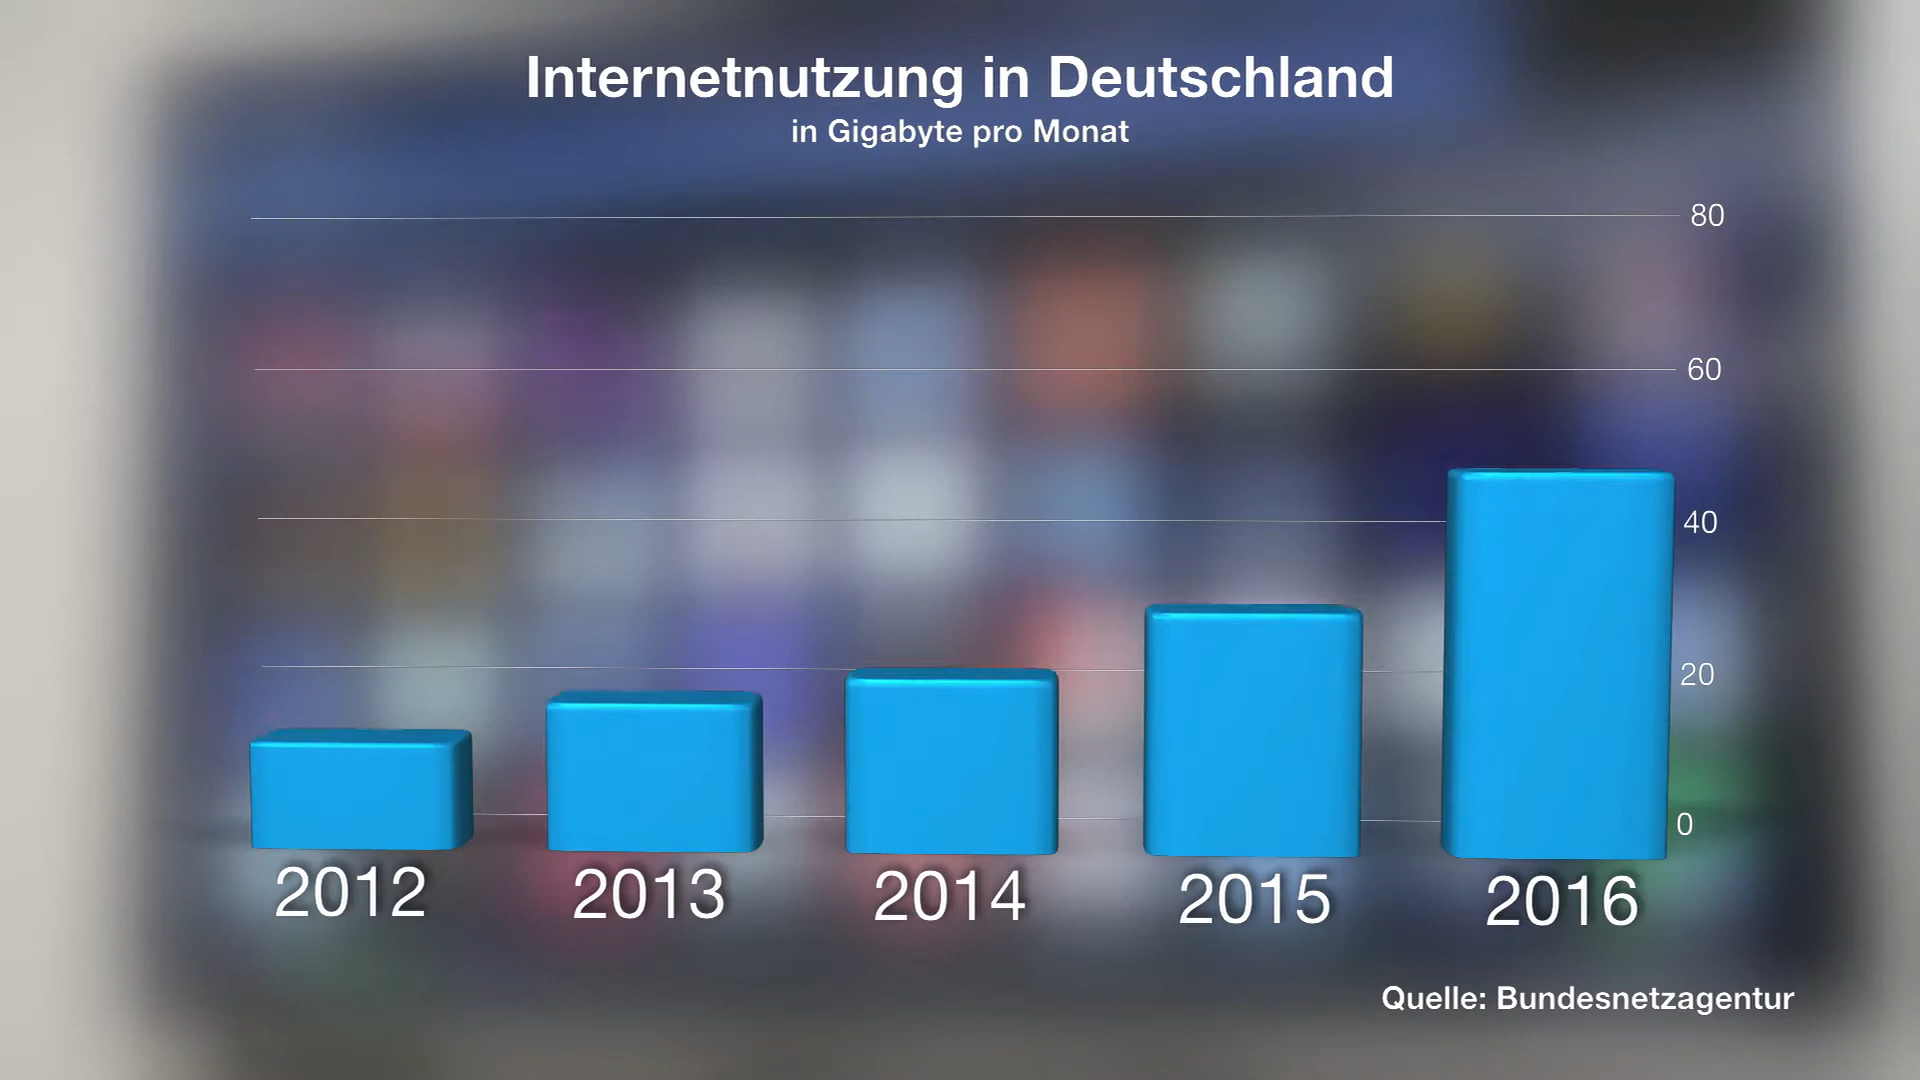 Internetnutzung in Deutschland
in Gigabyte pro Monat
80
60
40
20
0
2012 2013 2014 2015 2016
Quelle: Bundesnetzagentur